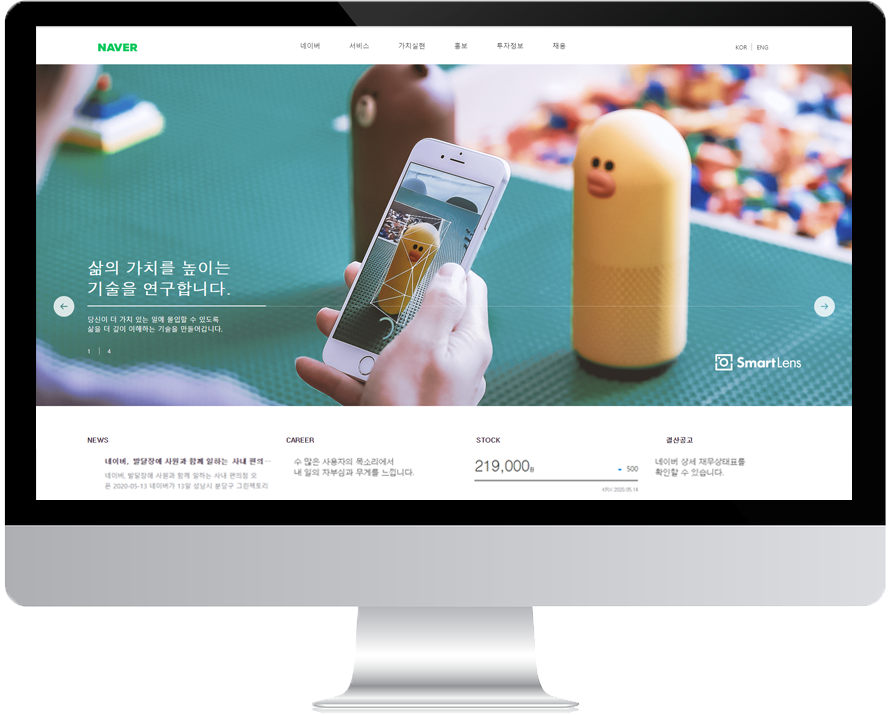 NAVER
네이버 서비스 가치실현 홍보 투자정보 채용
KOR | ENG
삶의 가치를 높이는
기술을 연구합니다.
당신이 더 가치 있는 일에 몰입할 수 있도록
삶을 더 깊이 이해하는 기술을 만들어갑니다.
1 | 4
SmartLens
NEWS
네이버, 발달장애 사원과 함께 일하는 사내 편의…
네이버, 발달장애 사원과 함께 일하는 사내 편의점 오
픈 2020-05-13 네이버가 13일 성남시 분당구 그린팩토리
CAREER
수 많은 사용자의 목소리에서
내 일의 자부심과 무게를 느낍니다.
STOCK
219,000원
500
KRX 2020.05.14
결산공고
네이버 상세 재무상태표를
확인할 수 있습니다.